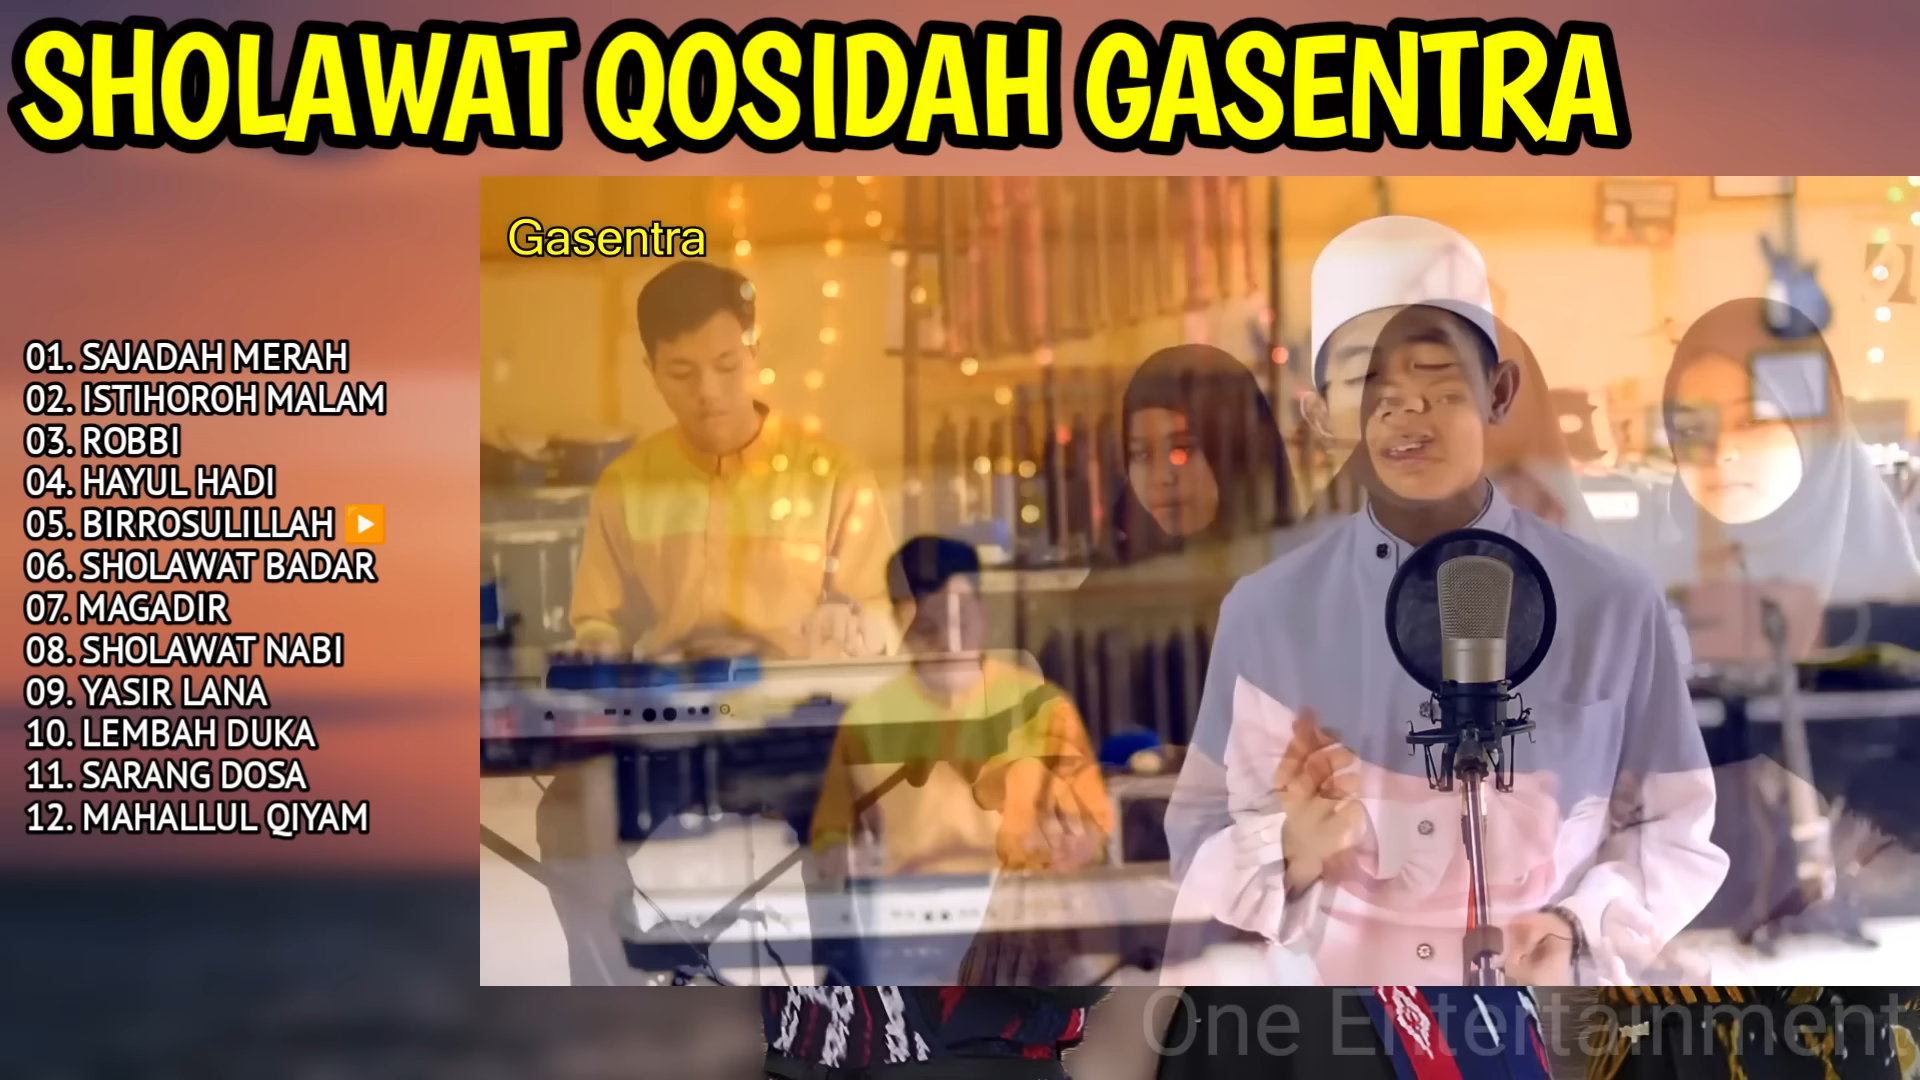 SHOLAWAT QOSIDAH GASENTRA
Gasentra
01. SAJADAH MERAH
02. ISTIHOROH MALAM
03. ROBBI
04. HAYUL HADI
05. BIRROSULILLAH ▶️
06. SHOLAWAT BADAR
07. MAGADIR
08. SHOLAWAT NABI
09. YASIR LANA
10. LEMBAH DUKA
11. SARANG DOSA
12. MAHALLUL QIYAM
One Entertainment